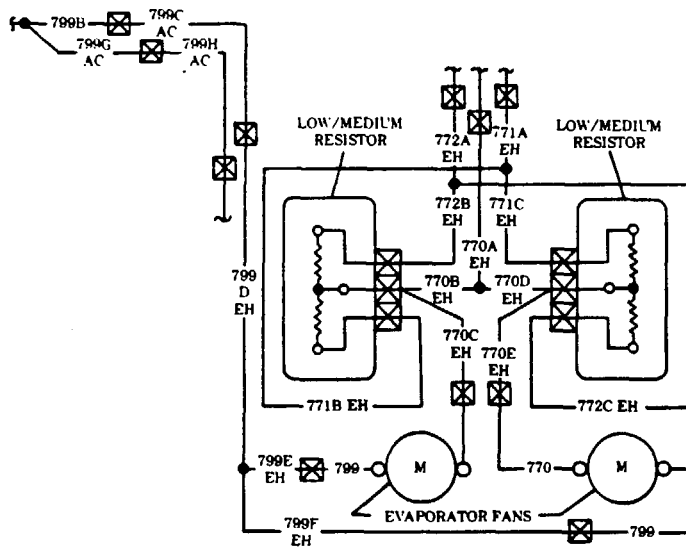 799B
799C
AC
799G
AC
799H
AC
LOW/MEDIUM
RESISTOR
772A
EH
771A
EH
LOW/MEDIUM
RESISTOR
772B
EH
771C
EH
770A
EH
799
D
EH
770B
EH
770D
EH
770C
EH
770E
EH
771B EH
772C EH
799E
EH
799
M
770
M
EVAPORATOR FANS
799F
EH
799